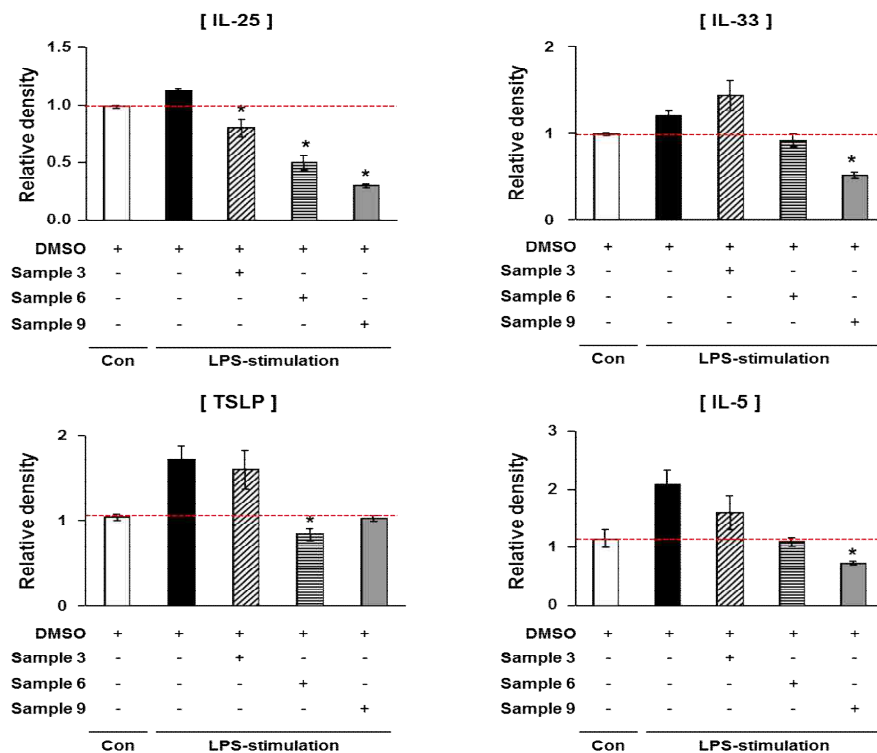 [ IL-25 ]
1.5
1.0
0.5
0.0
Relative density
*
*
*
DMSO + + + + +
Sample 3 - - + - -
Sample 6 - - - + -
Sample 9 - - - - +
Con LPS-stimulation
[ IL-33 ]
2
1
0
Relative density
*
DMSO + + + + +
Sample 3 - - + - -
Sample 6 - - - + -
Sample 9 - - - - +
Con LPS-stimulation
[ TSLP ]
2
1
0
Relative density
*
DMSO + + + + +
Sample 3 - - + - -
Sample 6 - - - + -
Sample 9 - - - - +
Con LPS-stimulation
[ IL-5 ]
3
2
1
0
Relative density
*
DMSO + + + + +
Sample 3 - - + - -
Sample 6 - - - + -
Sample 9 - - - - +
Con LPS-stimulation